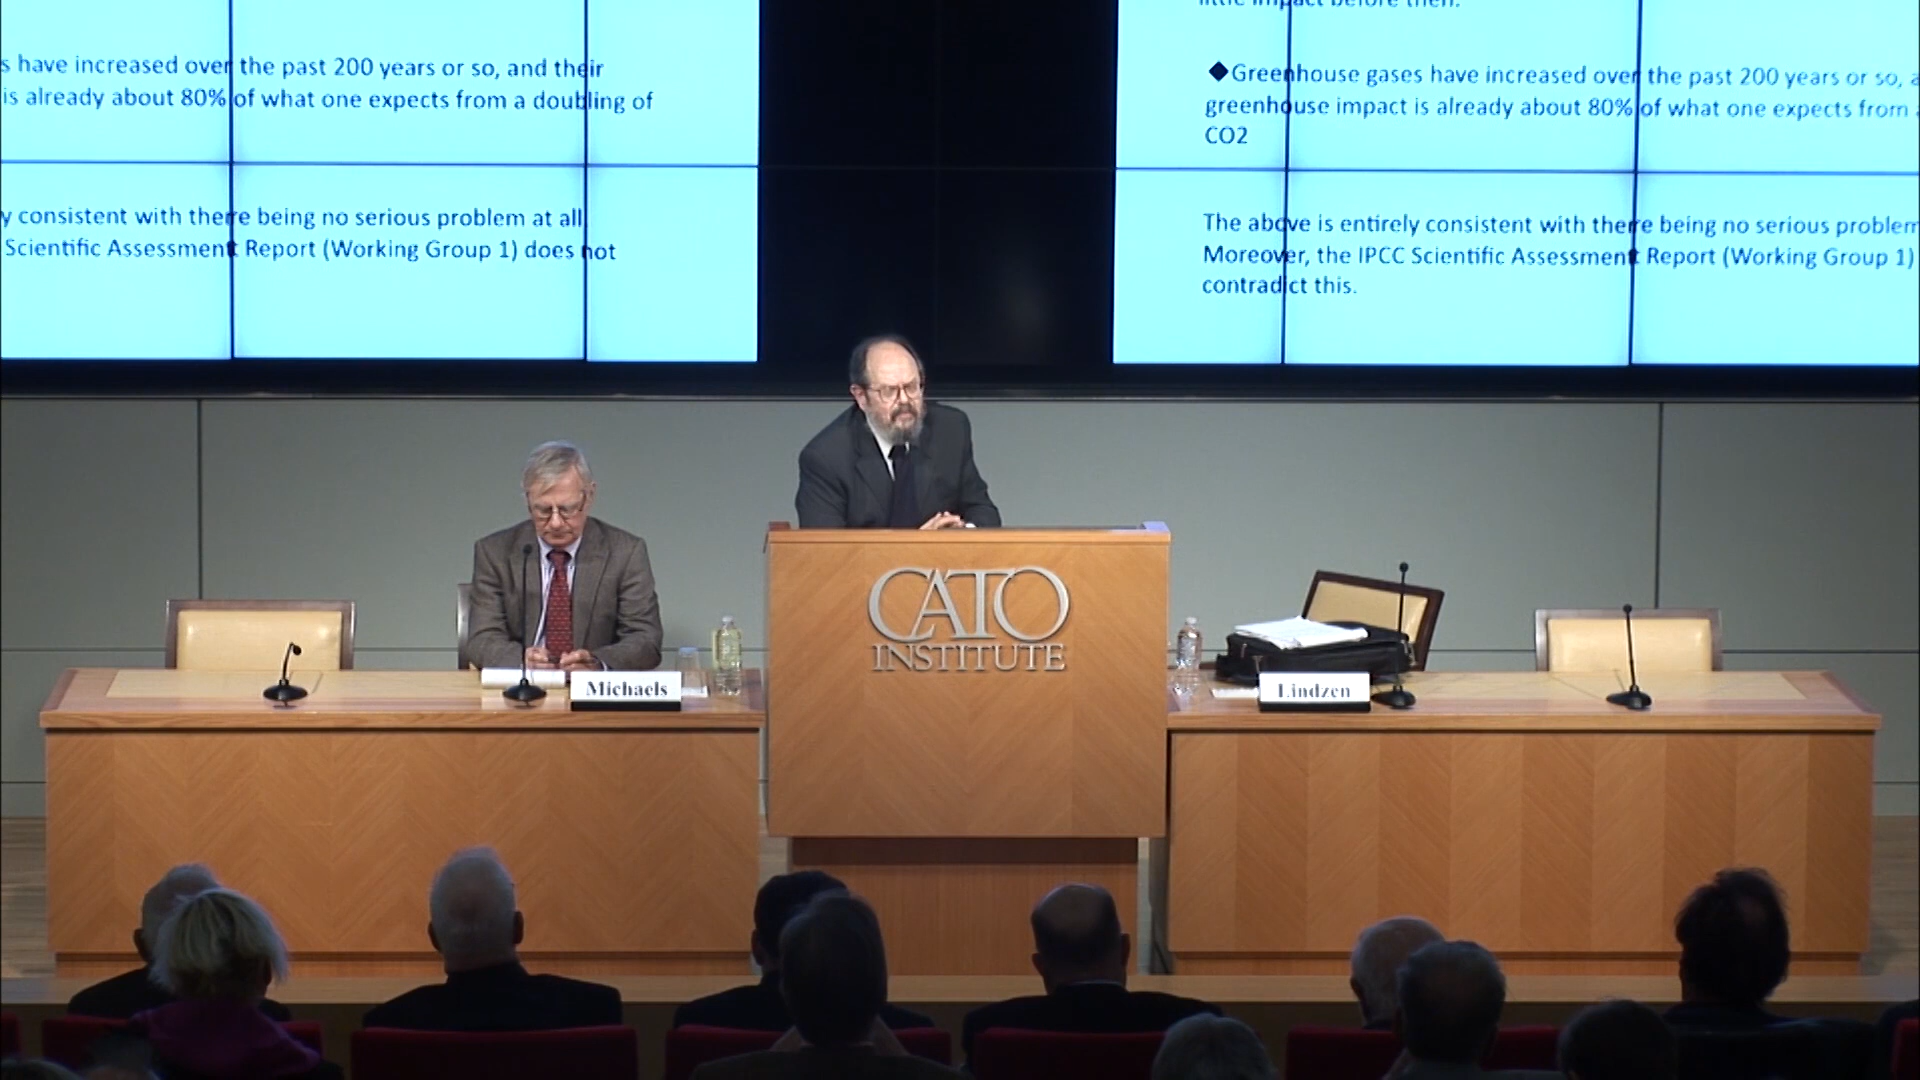 s have increased over the past 200 years or so, and their
is already about 80% of what one expects from a doubling of
y consistent with there being no serious problem at all
Scientific Assessment Report (Working Group 1) does not
little impact before then.
◆Greenhouse gases have increased over the past 200 years or so,
greenhouse impact is already about 80% of what one expects from
CO2
The above is entirely consistent with there being no serious problem
Moreover, the IPCC Scientific Assessment Report (Working Group 1)
contradict this.
CATO
INSTITUTE
Michaels
Lindzen